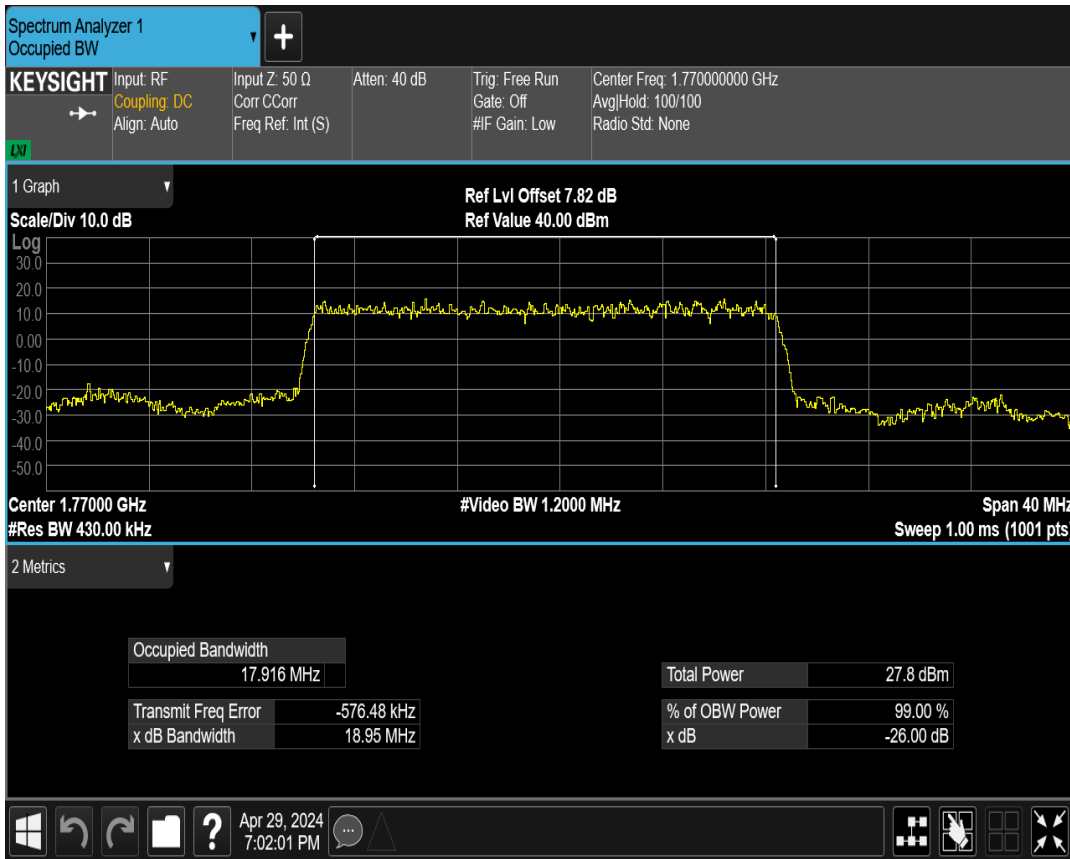 Spectrum Analyzer 1
Occupied BW
+
KEYSIGHT
LXI
Input: RF
Coupling: DC
Align: Auto
Input Z: 50 Ω
Corr CCorr
Freq Ref: Int (S)
Atten: 40 dB
Trig: Free Run
Gate: Off
#IF Gain: Low
Center Freq: 1.770000000 GHz
Avg|Hold: 100/100
Radio Std: None
1 Graph
Scale/Div 10.0 dB
Ref Lvl Offset 7.82 dB
Ref Value 40.00 dBm
Log
30.0
20.0
10.0
0.00
-10.0
-20.0
-30.0
-40.0
-50.0
Center 1.77000 GHz
#Video BW 1.2000 MHz
Span 40 MHz
#Res BW 430.00 kHz
Sweep 1.00 ms (1001 pts)
2 Metrics
Occupied Bandwidth
17.916 MHz
Transmit Freq Error -576.48 kHz
x dB Bandwidth 18.95 MHz
Total Power 27.8 dBm
% of OBW Power 99.00 %
x dB -26.00 dB
?
Apr 29, 2024
7:02:01 PM